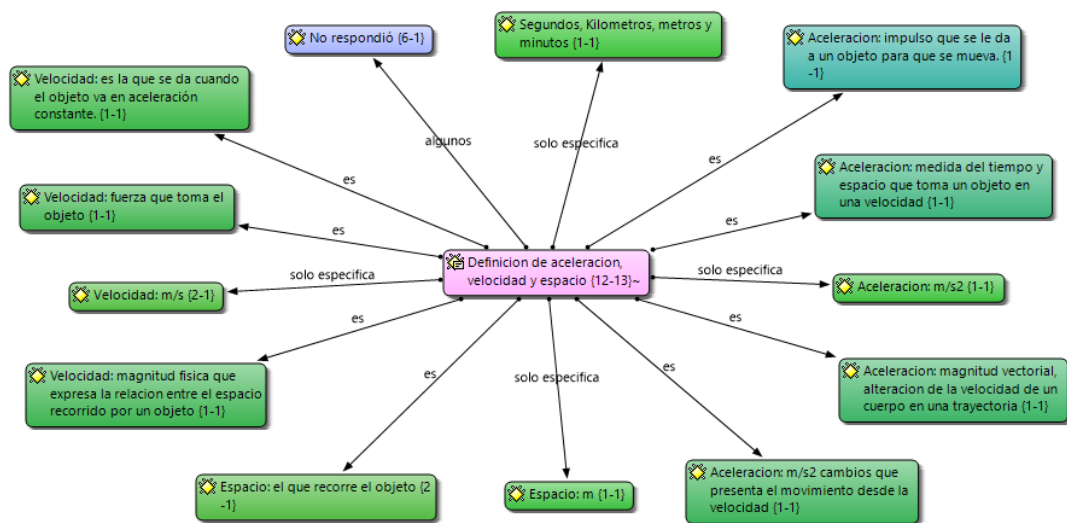 No respondió {6-1}
Segundos, Kilometros, metros y
minutos {1-1}
Aceleracion: impulso que se le da
a un objeto para que se mueva. {1
-1}
Velocidad: es la que se da cuando
el objeto va en aceleración
constante. {1-1}
algunos
solo especifica
es
es
Aceleracion: medida del tiempo y
espacio que toma un objeto en
una velocidad {1-1}
Velocidad: fuerza que toma el
objeto {1-1}
es
es
Definicion de aceleracion,
velocidad y espacio {12-13}~
solo especifica
solo especifica
Velocidad: m/s {2-1}
Aceleracion: m/s2 {1-1}
es
es
Velocidad: magnitud fisica que
expresa la relacion entre el espacio
recorrido por un objeto {1-1}
es
solo especifica
es
Aceleracion: magnitud vectorial,
alteracion de la velocidad de un
cuerpo en una trayectoria {1-1}
Espacio: el que recorre el objeto {2
-1}
Espacio: m {1-1}
Aceleracion: m/s2 cambios que
presenta el movimiento desde la
velocidad {1-1}